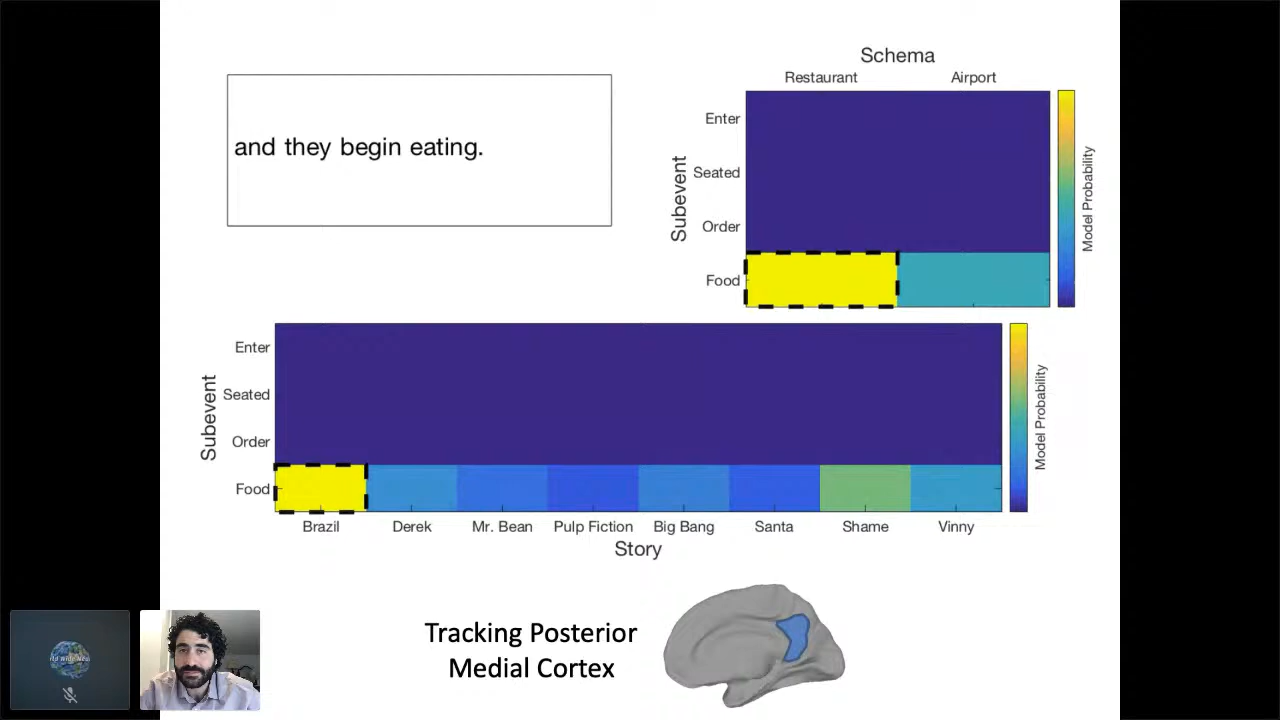 and they begin eating.
Schema
Restaurant Airport
Enter
Seated
Order
Food
Subevent
Model Probability
Enter
Seated
Order
Food
Subevent
Model Probability
Brazil Derek Mr. Bean Pulp Fiction Big Bang Santa Shame Vinny
Story
Tracking Posterior
Medial Cortex